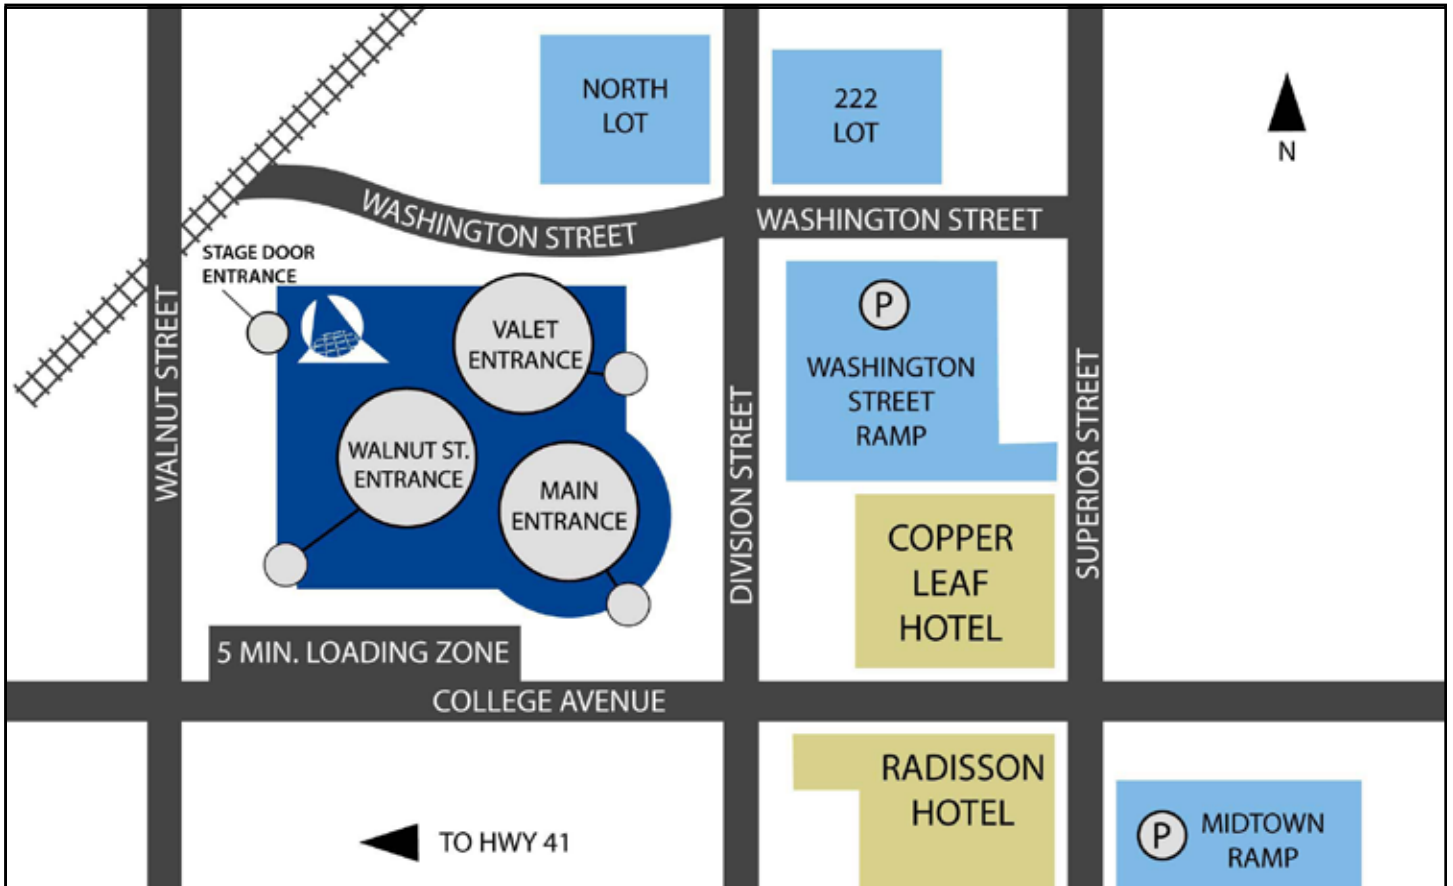 NORTH
LOT
222
LOT
N
WASHINGTON STREET
WASHINGTON STREET
STAGE DOOR
ENTRANCE
WALNUT STREET
VALET
ENTRANCE
P
WASHINGTON
STREET
RAMP
DIVISION STREET
SUPERIOR STREET
WALNUT ST.
ENTRANCE
MAIN
ENTRANCE
COPPER
LEAF
HOTEL
5 MIN. LOADING ZONE
COLLEGE AVENUE
RADISSON
HOTEL
TO HWY 41
P
MIDTOWN
RAMP